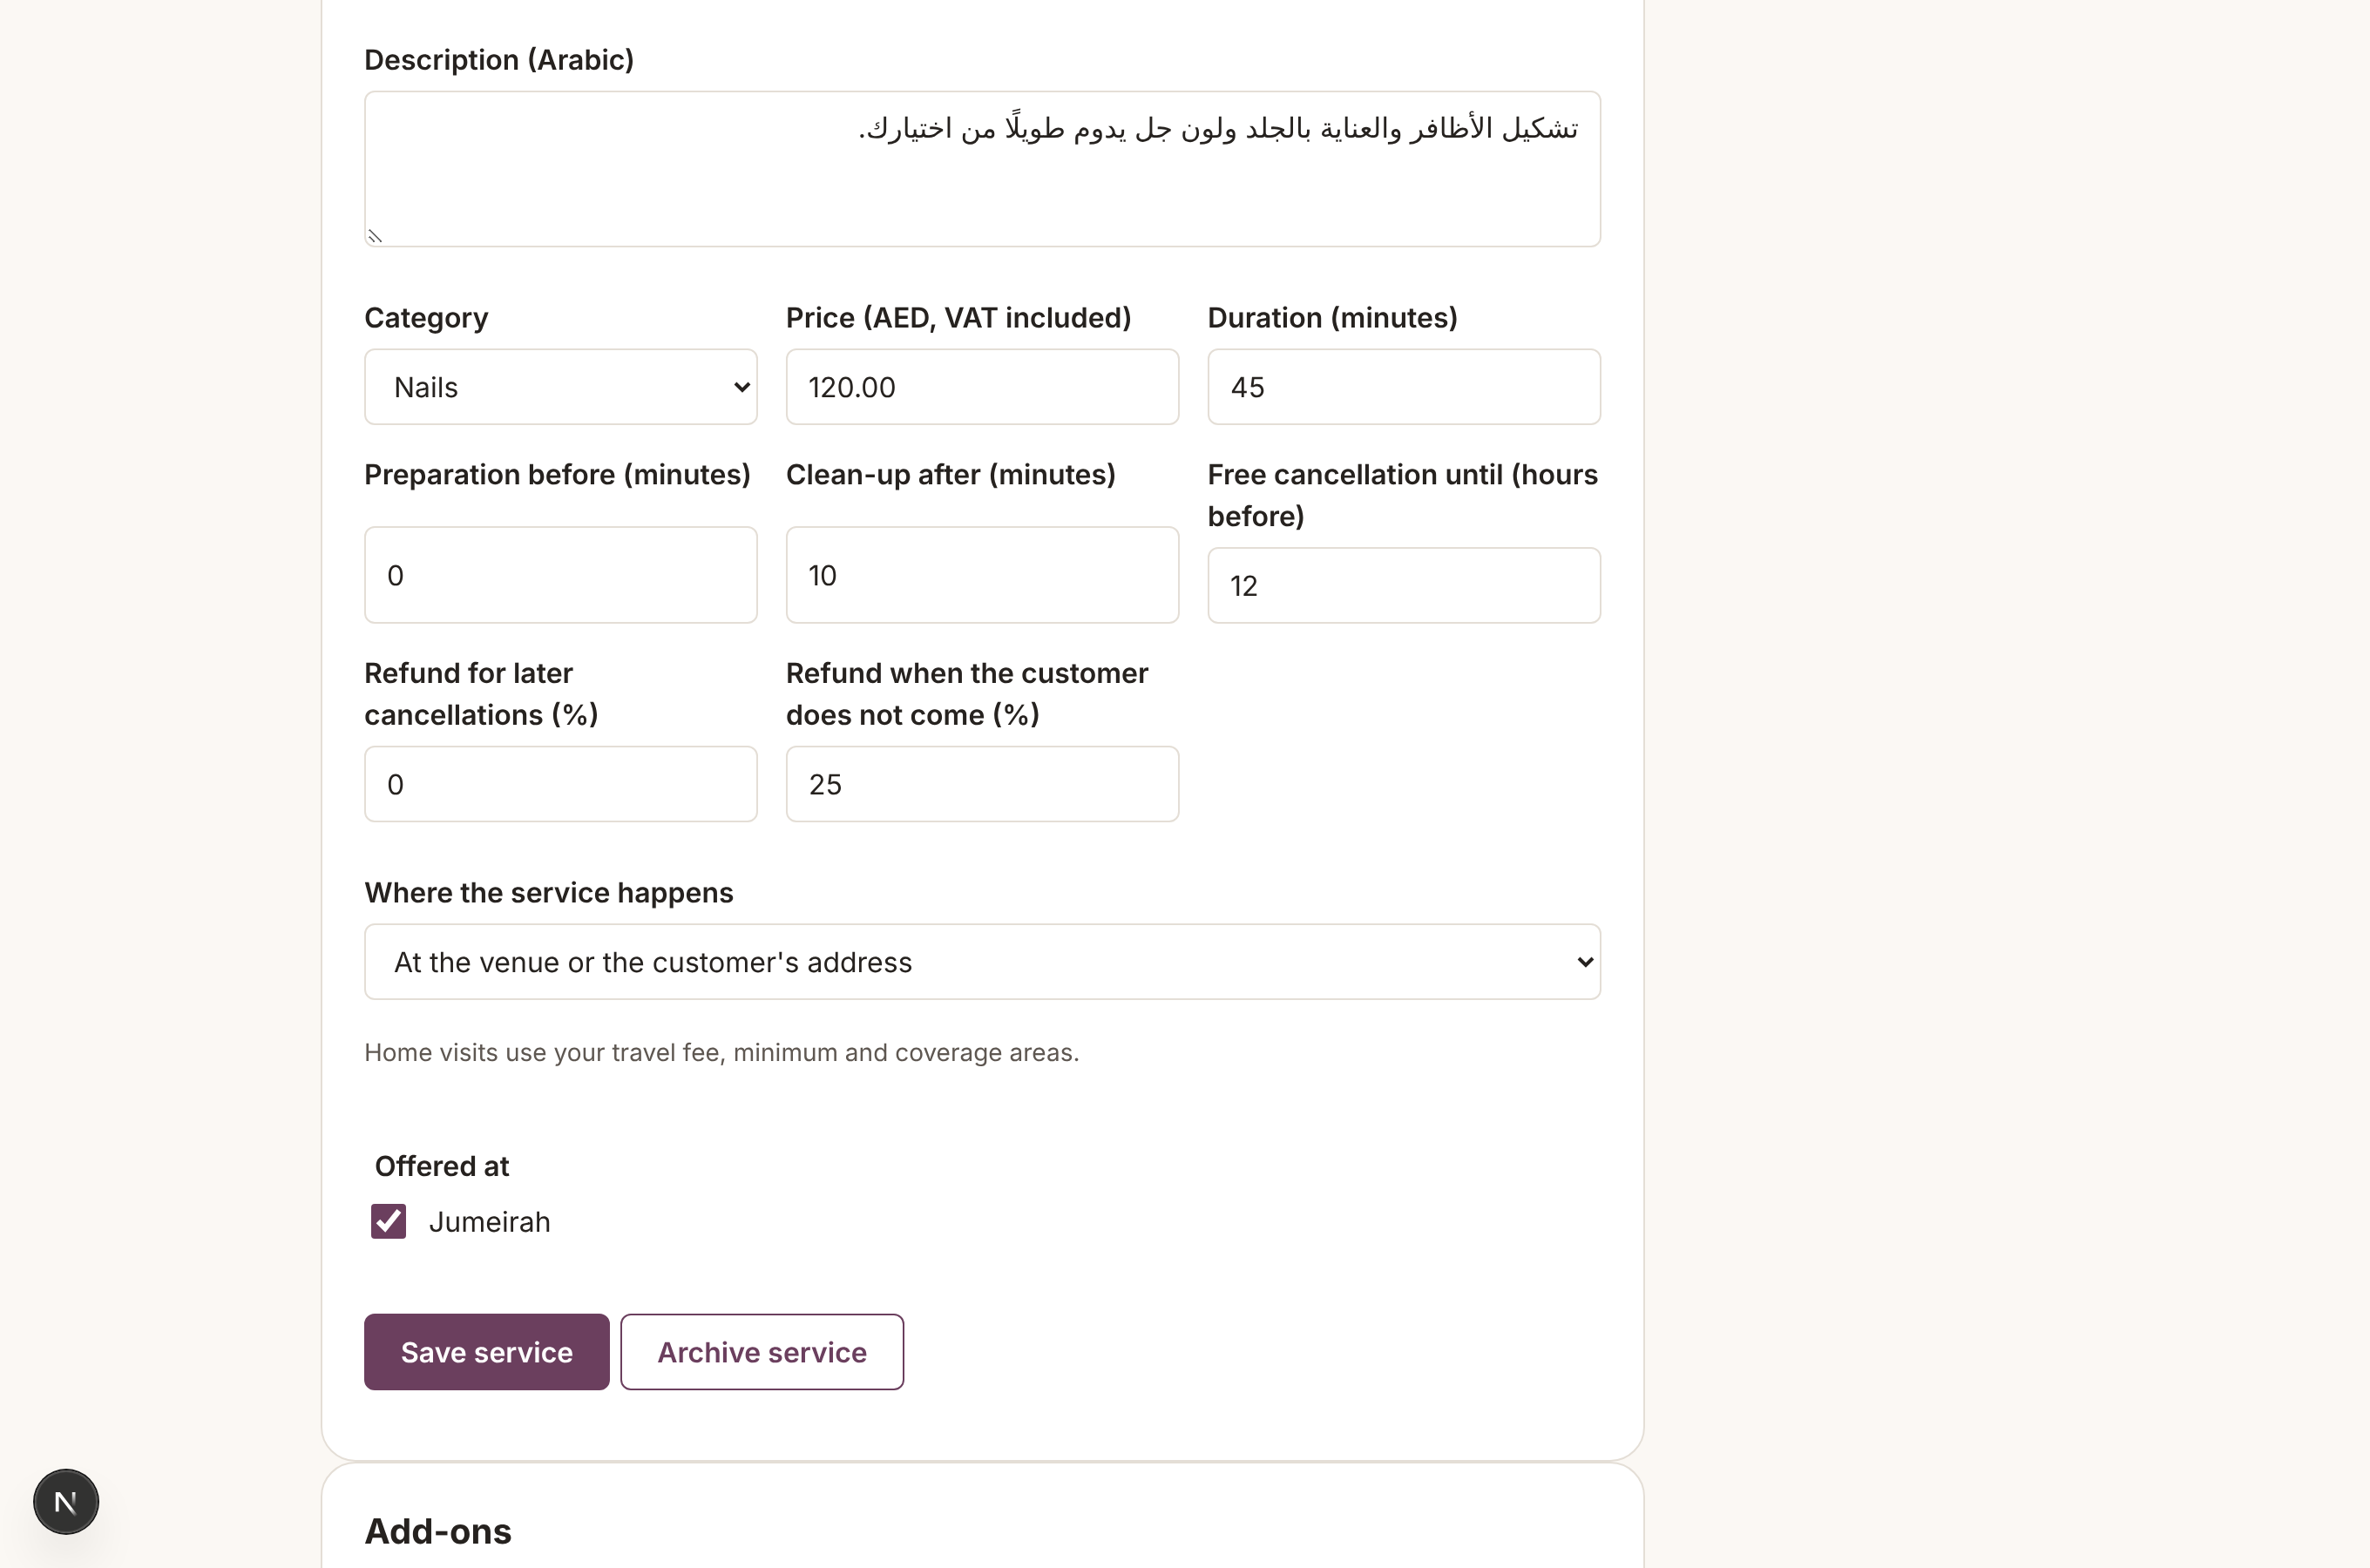 Description (Arabic)
تشكيل الأظافر والعناية بالجلد ولون جل يدوم طويلًا من اختيارك.
Category
Price (AED, VAT included)
Duration (minutes)
Nails
120.00
45
Preparation before (minutes)
Clean-up after (minutes)
Free cancellation until (hours
before)
0
10
12
Refund for later
cancellations (%)
Refund when the customer
does not come (%)
0
25
Where the service happens
At the venue or the customer's address
Home visits use your travel fee, minimum and coverage areas.
Offered at
Jumeirah
Save service
Archive service
N
Add-ons